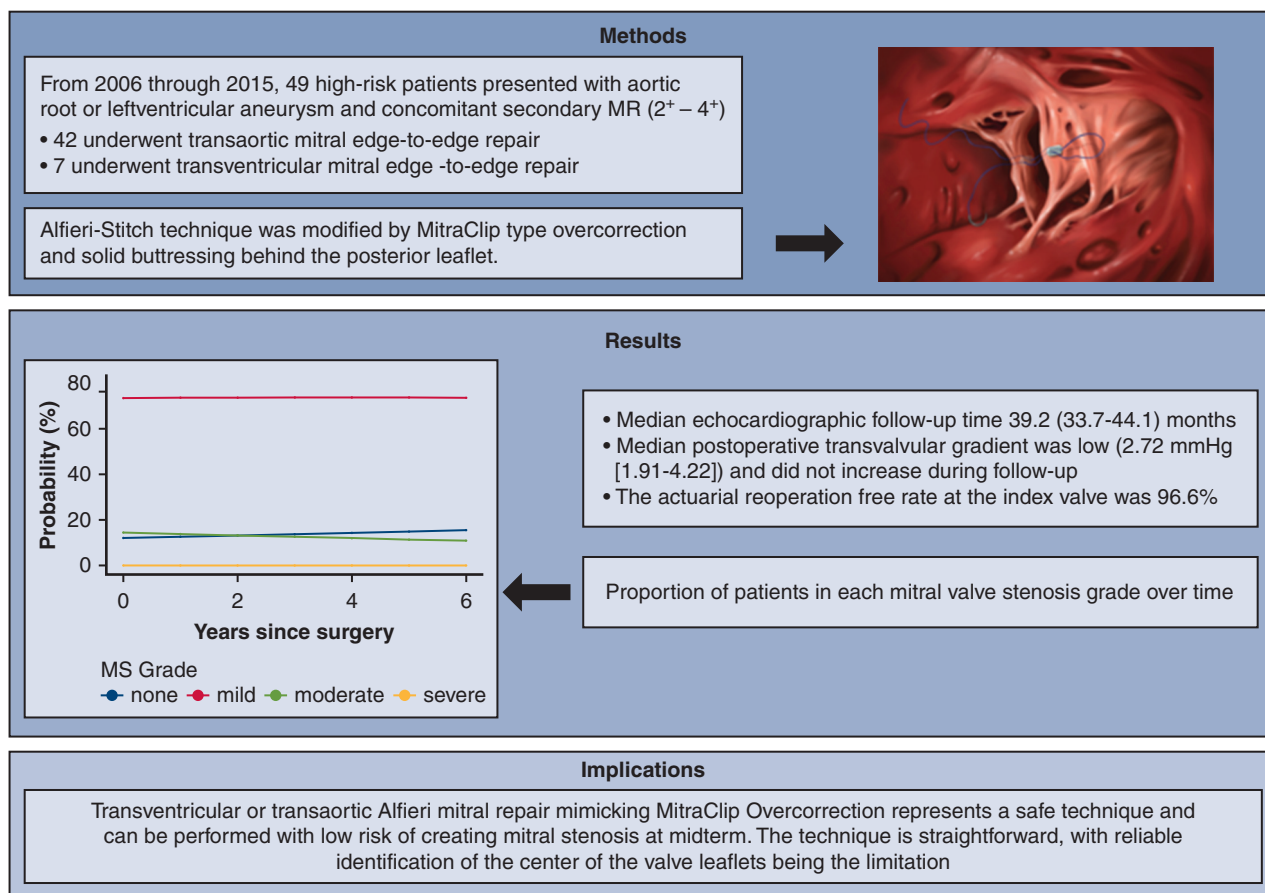 Methods
From 2006 through 2015, 49 high-risk patients presented with aortic
root or leftventricular aneurysm and concomitant secondary MR (2⁺ – 4⁺)
• 42 underwent transaortic mitral edge-to-edge repair
• 7 underwent transventricular mitral edge -to-edge repair
Alfieri-Stitch technique was modified by MitraClip type overcorrection
and solid buttressing behind the posterior leaflet.
Results
80
60
40
20
0
Probability (%)
0 2 4 6
Years since surgery
MS Grade
none mild moderate severe
• Median echocardiographic follow-up time 39.2 (33.7-44.1) months
• Median postoperative transvalvular gradient was low (2.72 mmHg
[1.91-4.22]) and did not increase during follow-up
• The actuarial reoperation free rate at the index valve was 96.6%
Proportion of patients in each mitral valve stenosis grade over time
Implications
Transventricular or transaortic Alfieri mitral repair mimicking MitraClip Overcorrection represents a safe technique and
can be performed with low risk of creating mitral stenosis at midterm. The technique is straightforward, with reliable
identification of the center of the valve leaflets being the limitation